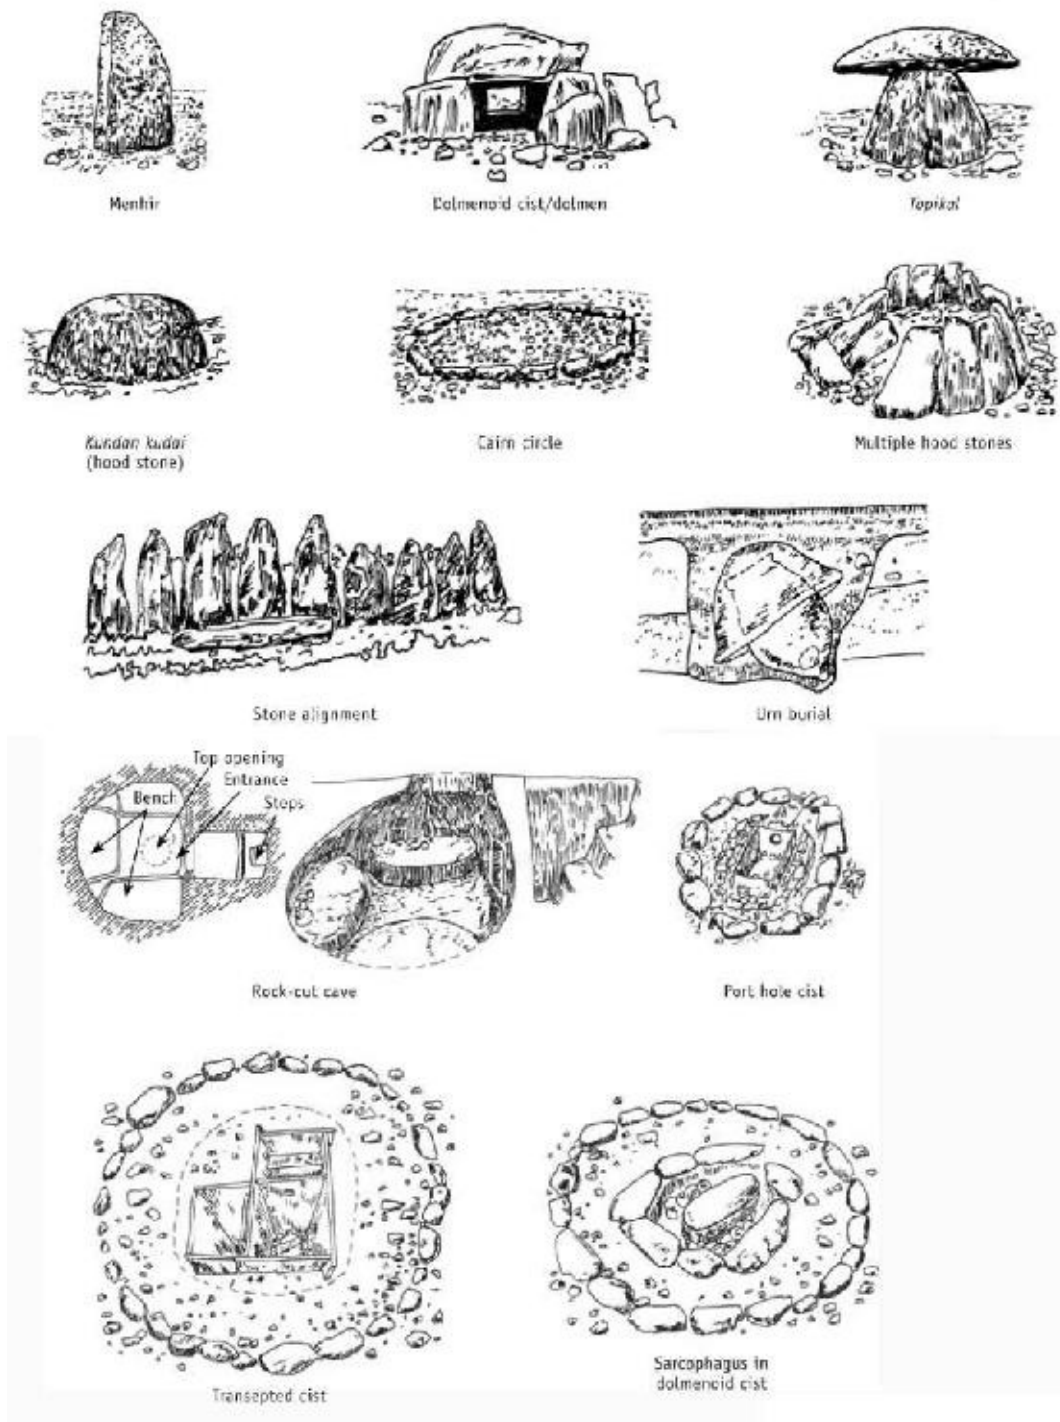 Menhir
Dolmenoid cist/dolmen
Topikal
Kundan kudai
(hood stone)
Cairn circle
Multiple hood stones
Stone alignment
Urn burial
Top opening
Entrance
Bench
Steps
Rock-cut cave
Port hole cist
Transepted cist
Sarcophagus in
dolmenoid cist